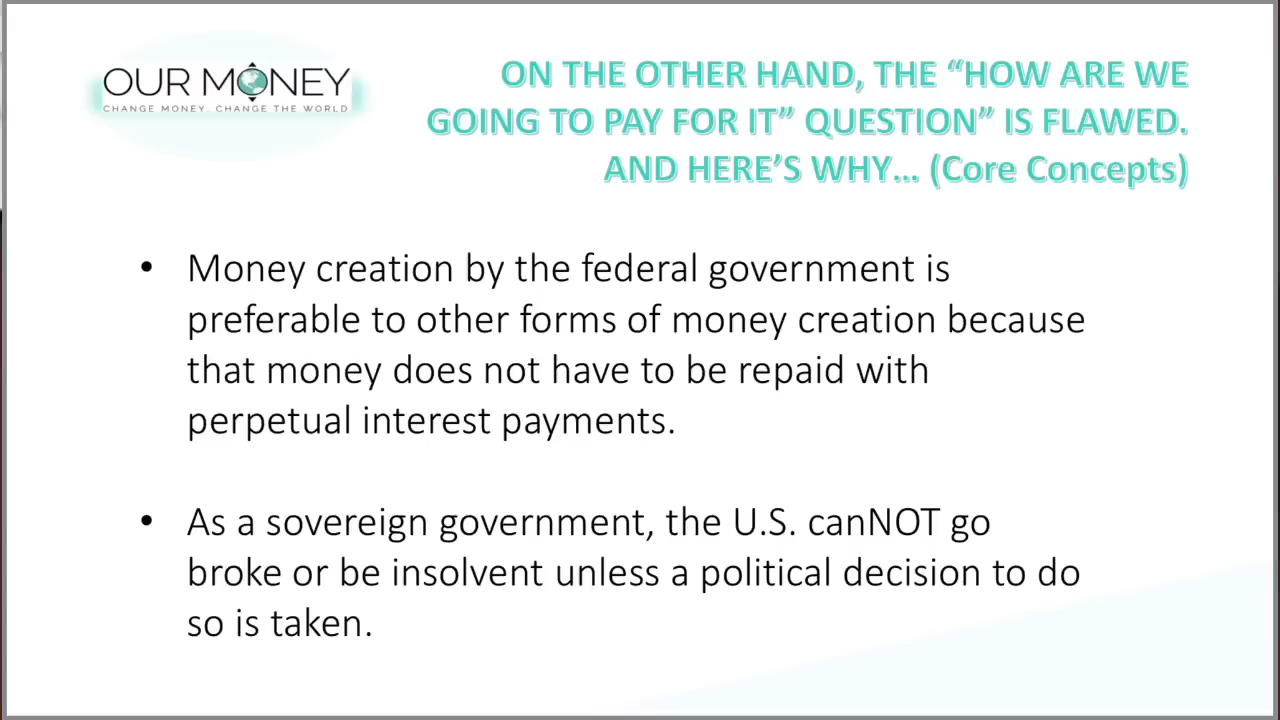 OUR MONEY
CHANGE MONEY. CHANGE THE WORLD
ON THE OTHER HAND, THE “HOW ARE WE
GOING TO PAY FOR IT” QUESTION” IS FLAWED.
AND HERE’S WHY… (Core Concepts)
• Money creation by the federal government is
preferable to other forms of money creation because
that money does not have to be repaid with
perpetual interest payments.
• As a sovereign government, the U.S. canNOT go
broke or be insolvent unless a political decision to do
so is taken.